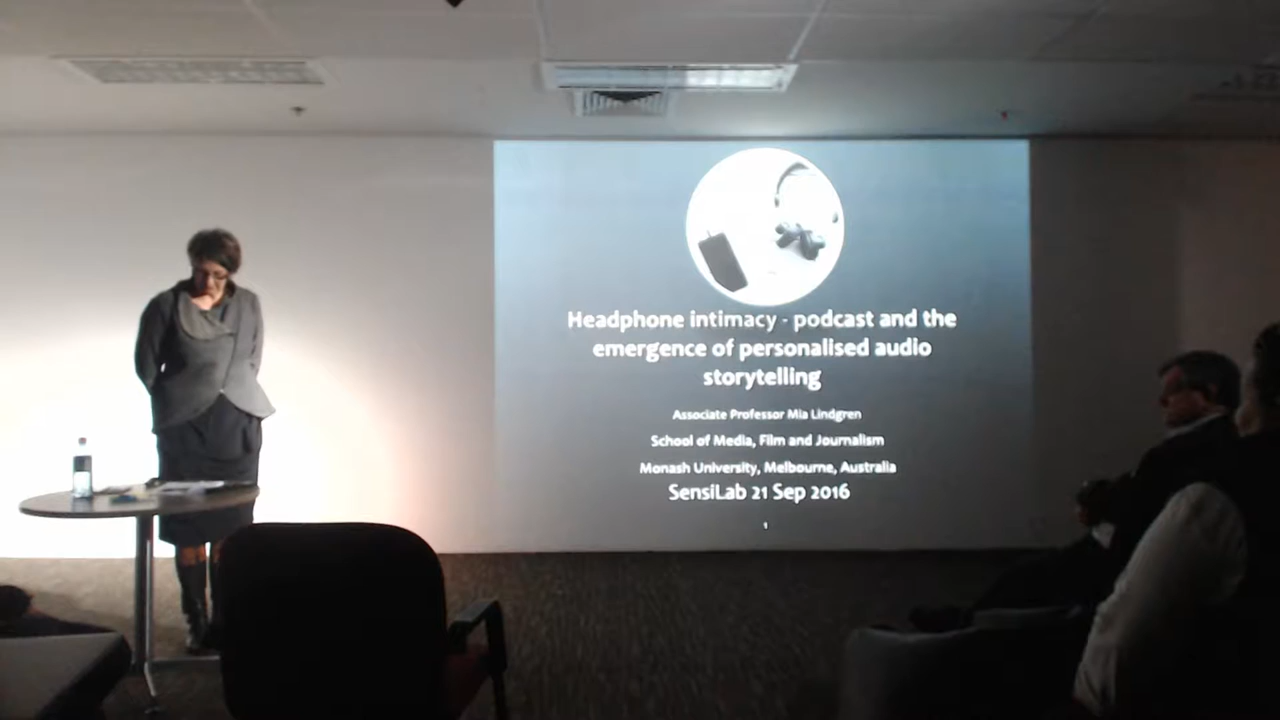 Headphone intimacy - podcast and the
emergence of personalised audio
storytelling
Associate Professor Mia Lindgren
School of Media, Film and Journalism
Monash University, Melbourne, Australia
SensiLab 21 Sep 2016
1